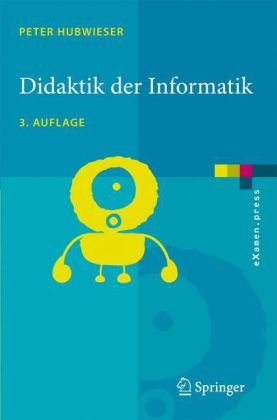 PETER HUBWIESER
Didaktik der Informatik
3. AUFLAGE
eXamen.press
Springer